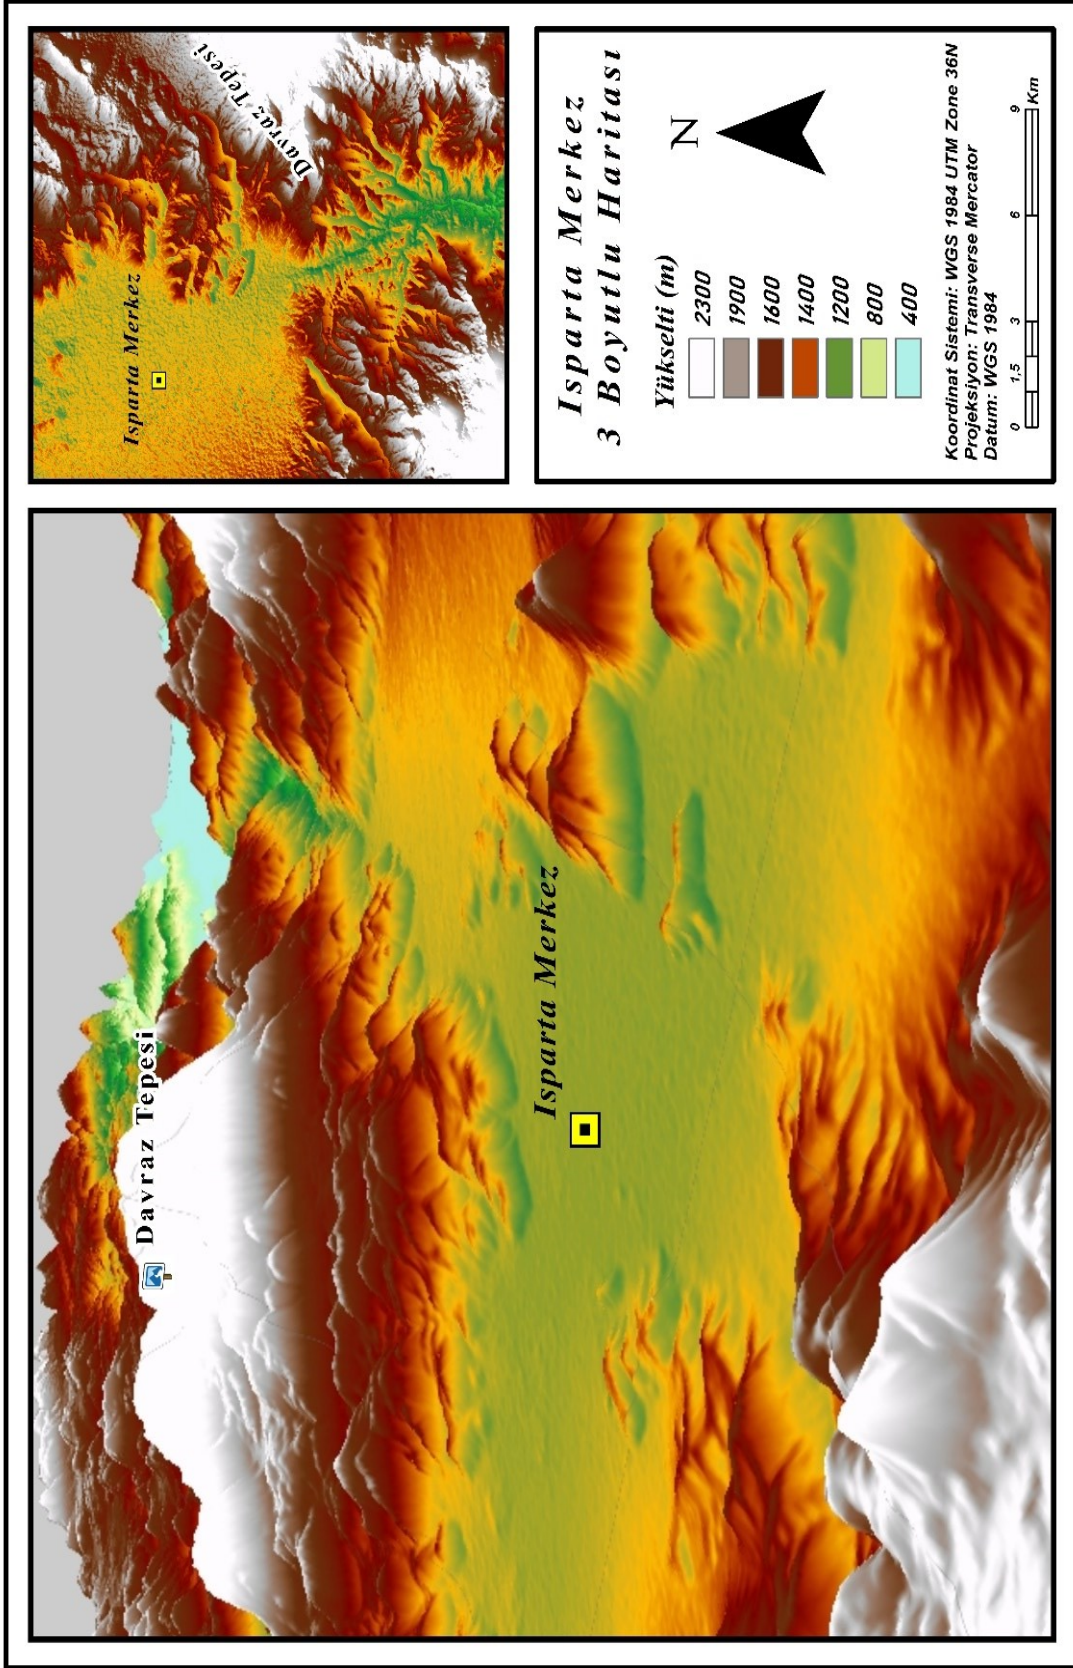 Davraz Tepesi
Isparta Merkez
Isparta Merkez
Davraz Tepesi
Isparta Merkez
3 Boyutlu Haritası
Yükselti (m)
2300
1900
1600
1400
1200
800
400
N
Koordinat Sistemi: WGS 1984 UTM Zone 36N
Projeksiyon: Transverse Mercator
Datum: WGS 1984
0 1,5 3 6 9
Km